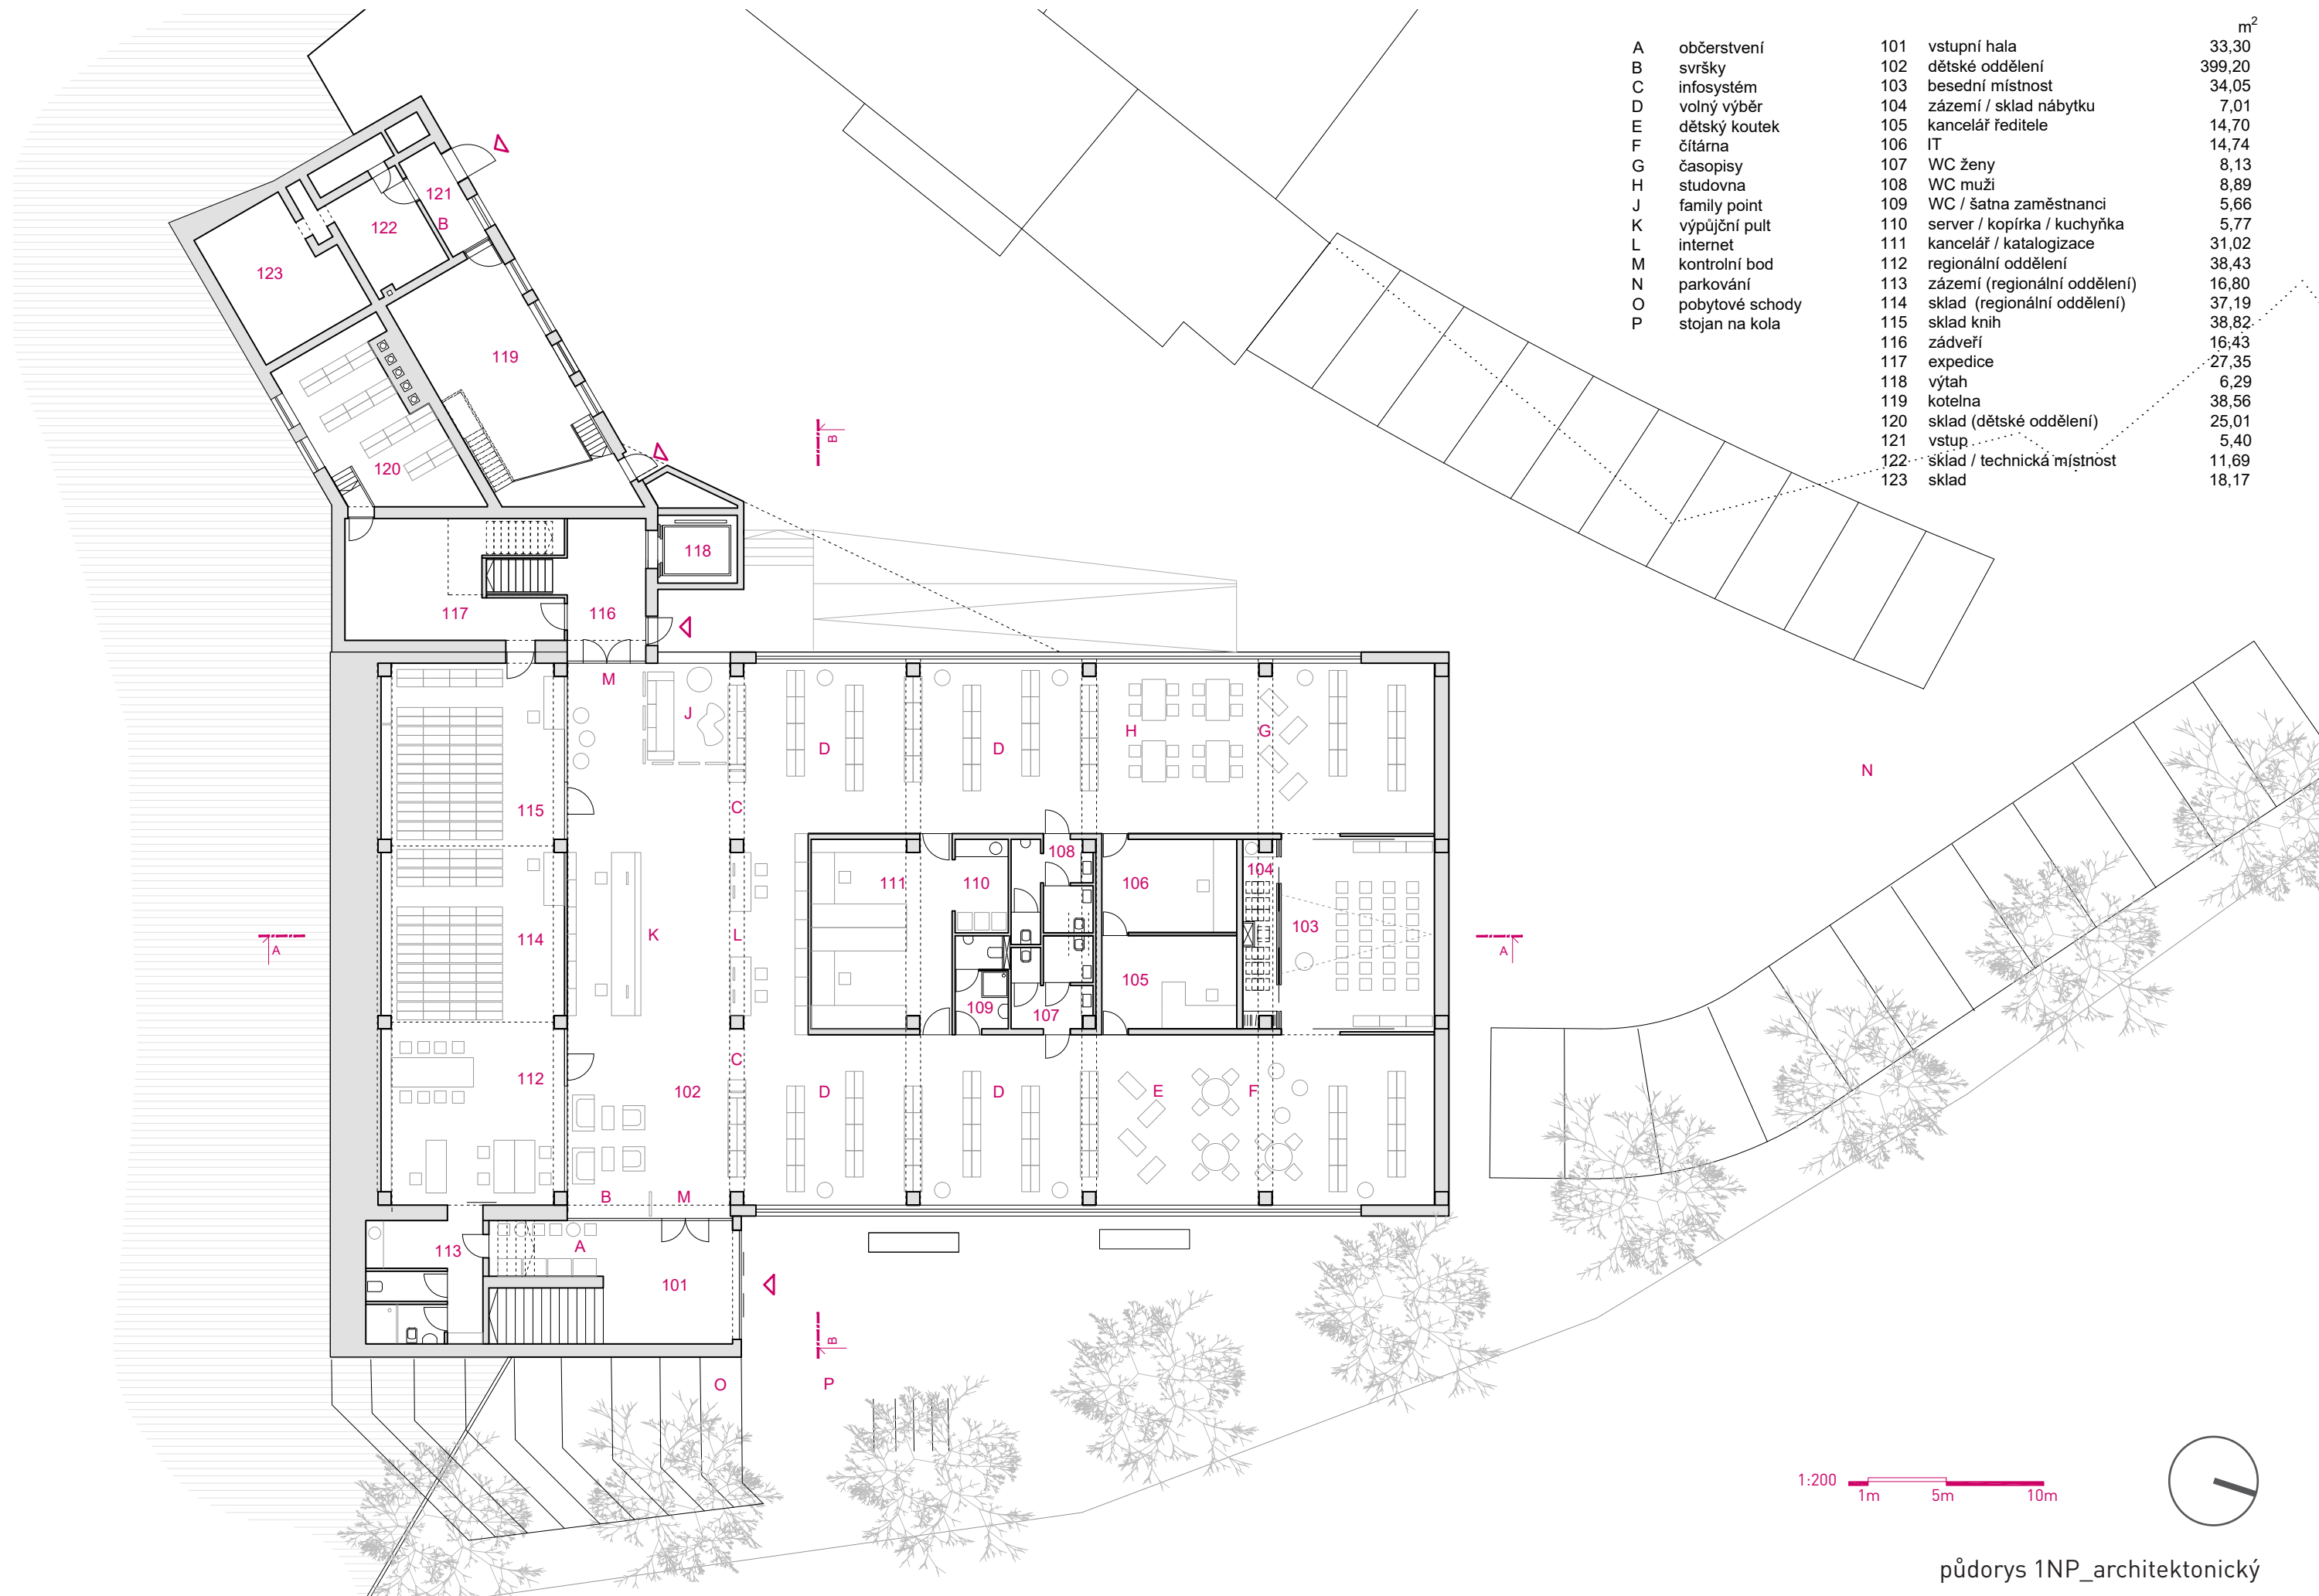 m²
A občerstvení
B svršky
C infosystém
D volný výběr
E dětský koutek
F čítárna
G časopisy
H studovna
J family point
K výpůjční pult
L internet
M kontrolní bod
N parkování
O pobytové schody
P stojan na kola
101 vstupní hala 33,30
102 dětské oddělení 399,20
103 besední místnost 34,05
104 zázemí / sklad nábytku 7,01
105 kancelář ředitele 14,70
106 IT 14,74
107 WC ženy 8,13
108 WC muži 8,89
109 WC / šatna zaměstnanci 5,66
110 server / kopírka / kuchyňka 5,77
111 kancelář / katalogizace 31,02
112 regionální oddělení 38,43
113 zázemí (regionální oddělení) 16,80
114 sklad (regionální oddělení) 37,19
115 sklad knih 38,82
116 zádveří 16,43
117 expedice 27,35
118 výtah 6,29
119 kotelna 38,56
120 sklad (dětské oddělení) 25,01
121 vstup 5,40
122 sklad / technická místnost 11,69
123 sklad 18,17
121
B
122
123
119
120
B
118
117
116
M
J
D
D
H
G
N
C
115
108
111
110
106
104
114
K
L
103
A
A
105
109
107
C
112
102
D
D
E
F
B
M
A
113
101
B
O
P
1:200
1m
5m
10m
půdorys 1NP_architektonický